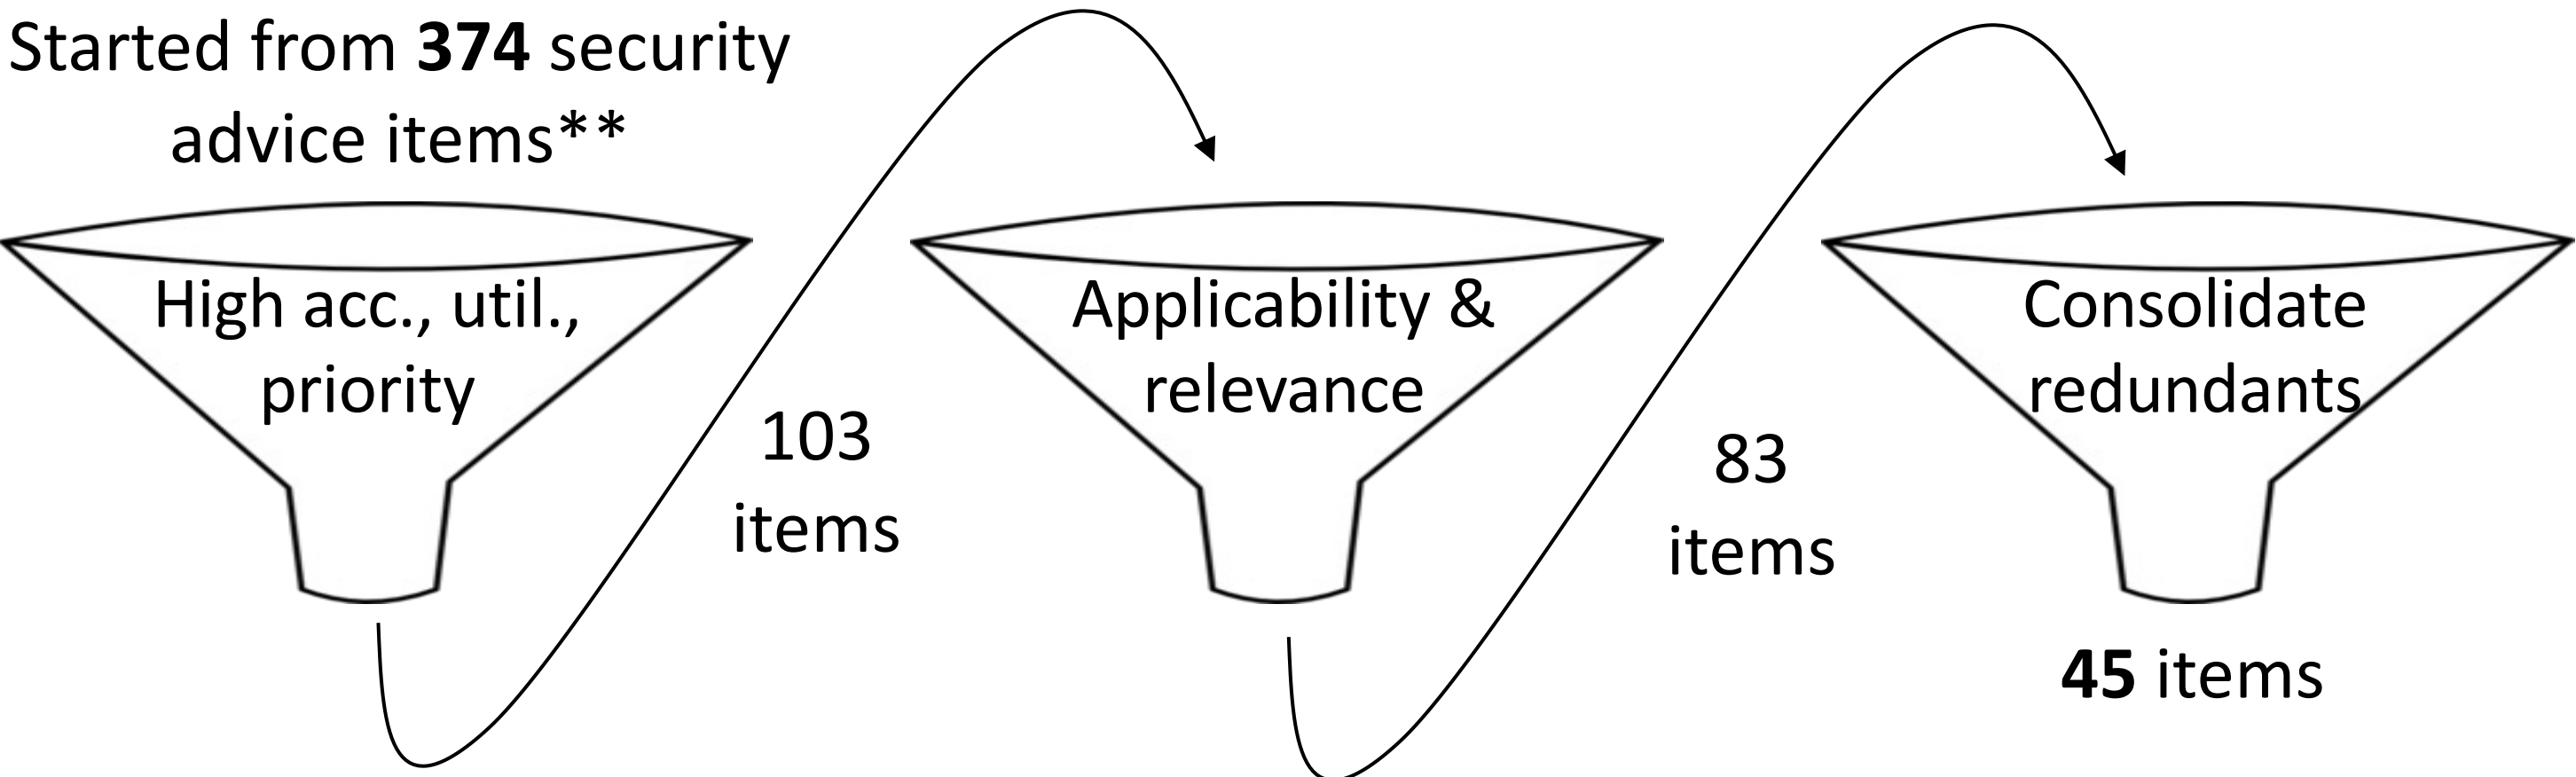 Started from 374 security
advice items**
High acc., util.,
priority
103
items
Applicability &
relevance
83
items
Consolidate
redundants
45 items